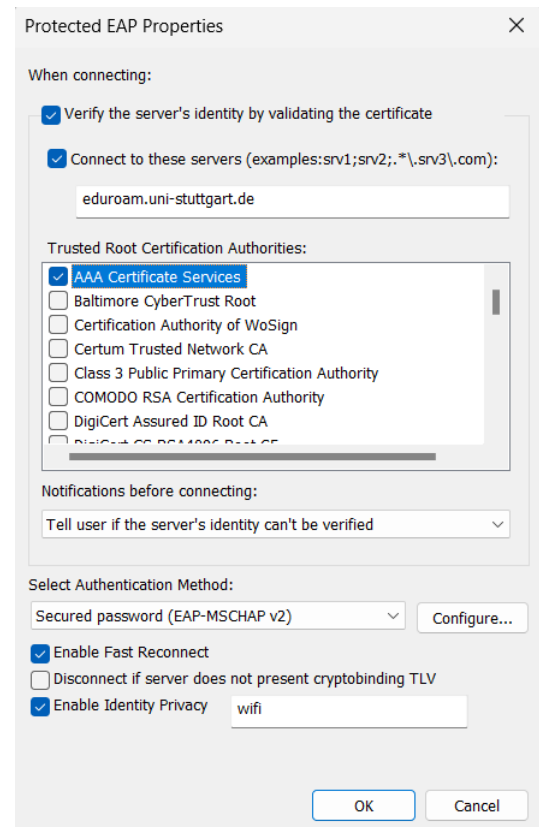 Protected EAP Properties
When connecting:
Verify the server's identity by validating the certificate
Connect to these servers (examples:srv1;srv2;.*\.srv3\.com):
eduroam.uni-stuttgart.de
Trusted Root Certification Authorities:
AAA Certificate Services
Baltimore CyberTrust Root
Certification Authority of WoSign
Certum Trusted Network CA
Class 3 Public Primary Certification Authority
COMODO RSA Certification Authority
DigiCert Assured ID Root CA
Notifications before connecting:
Tell user if the server's identity can't be verified
Select Authentication Method:
Secured password (EAP-MSCHAP v2)
Configure...
Enable Fast Reconnect
Disconnect if server does not present cryptobinding TLV
Enable Identity Privacy wifi
OK Cancel